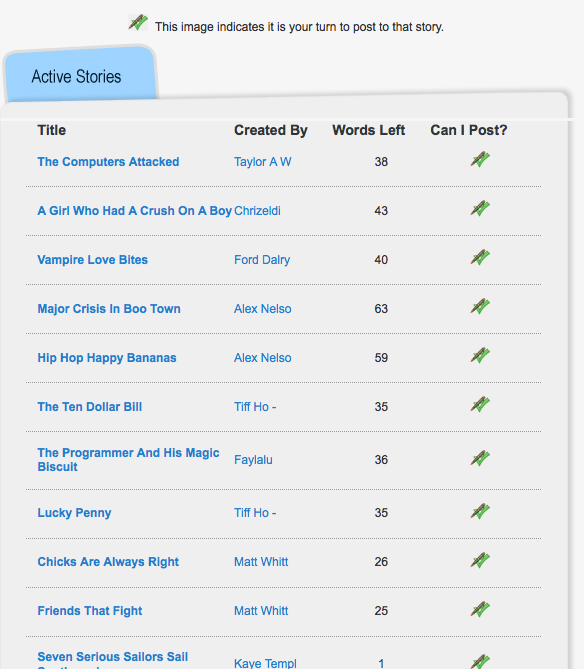 This image indicates it is your turn to post to that story.
Active Stories
Title Created By Words Left Can I Post?
The Computers Attacked Taylor A W 38
A Girl Who Had A Crush On A Boy Chrizeldi 43
Vampire Love Bites Ford Dalry 40
Major Crisis In Boo Town Alex Nelso 63
Hip Hop Happy Bananas Alex Nelso 59
The Ten Dollar Bill Tiff Ho - 35
The Programmer And His Magic
Biscuit Faylalu 36
Lucky Penny Tiff Ho - 35
Chicks Are Always Right Matt Whitt 26
Friends That Fight Matt Whitt 25
Seven Serious Sailors Sail
Kaye Templ 1